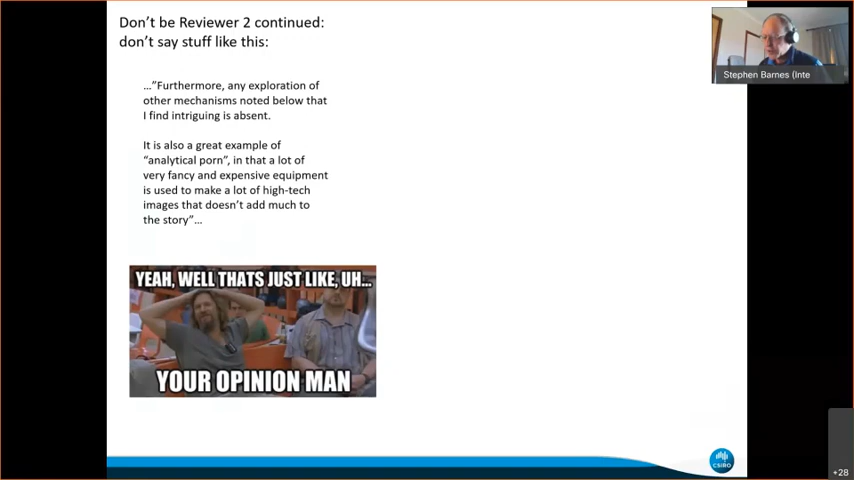 Don't be Reviewer 2 continued:
don't say stuff like this:
…"Furthermore, any exploration of
other mechanisms noted below that
I find intriguing is absent.
It is also a great example of
"analytical porn", in that a lot of
very fancy and expensive equipment
is used to make a lot of high-tech
images that doesn't add much to
the story"…
YEAH, WELL THATS JUST LIKE, UH...
YOUR OPINION MAN
Stephen Barnes (Inte
CSIRO
+28